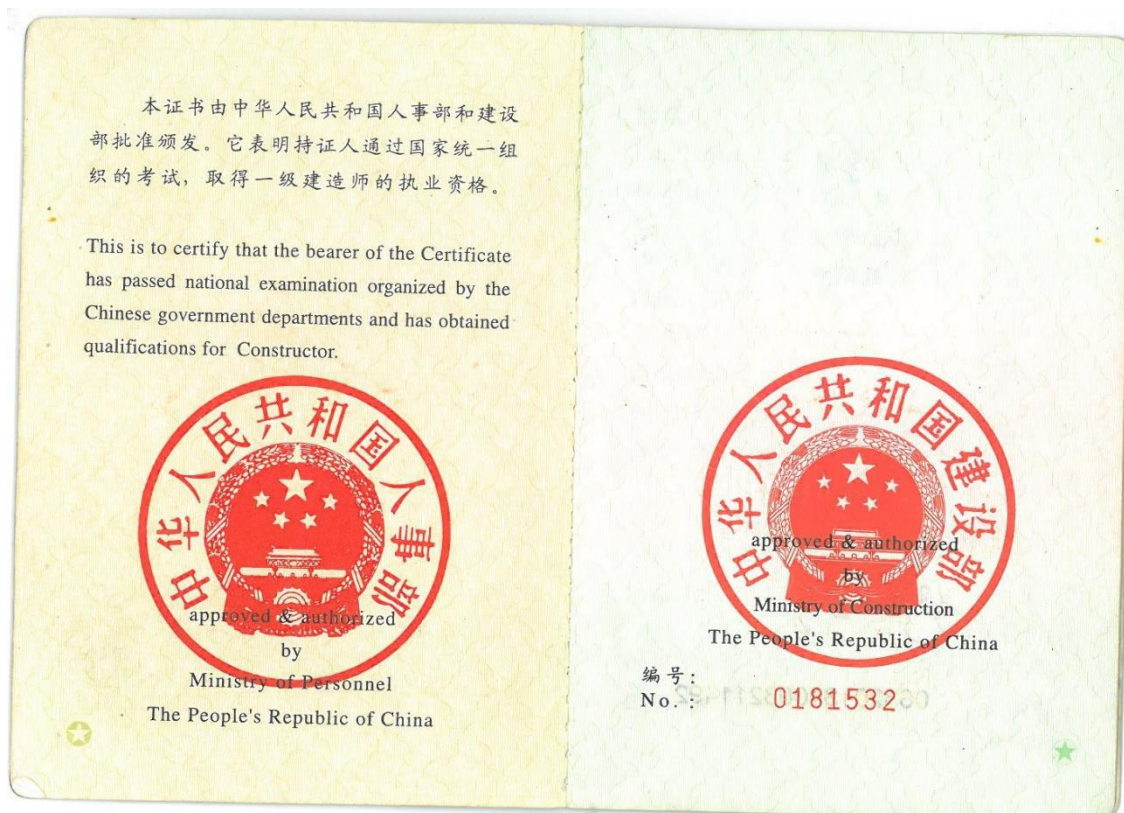 本证书由中华人民共和国人事部和建设
部批准颁发。它表明持证人通过国家统一组
织的考试，取得一级建造师的执业资格。
This is to certify that the bearer of the Certificate
has passed national examination organized by the
Chinese government departments and has obtained
qualifications for Constructor.
中华人民共和国人事部
approved & authorized
by
Ministry of Personnel
The People's Republic of China
中华人民共和国建设部
approved & authorized
by
Ministry of Construction
The People's Republic of China
编号:
No.: 0181532